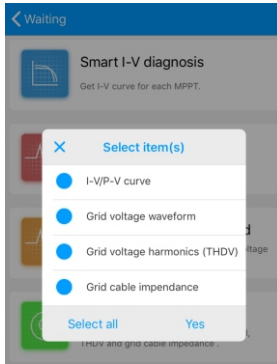 Waiting
Smart I-V diagnosis
Get I-V curve for each MPPT.
Select item(s)
I-V/P-V curve
Grid voltage waveform
Grid voltage harmonics (THDV)
Grid cable impendance
Select all
Yes
THDV and grid cable impedance .